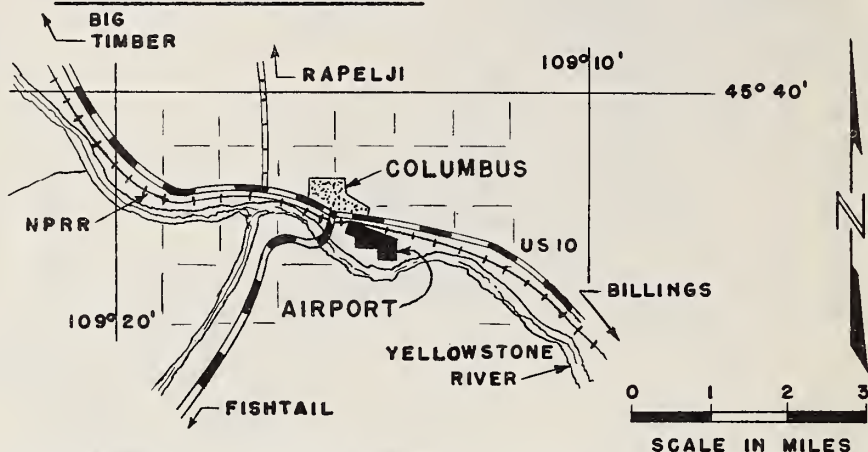 BIG
TIMBER
RAPELJI
109° 10'
45° 40'
COLUMBUS
NPRR
US 10
109° 20'
AIRPORT
BILLINGS
YELLOWSTONE
RIVER
FISHTAIL
N
0 1 2 3
SCALE IN MILES